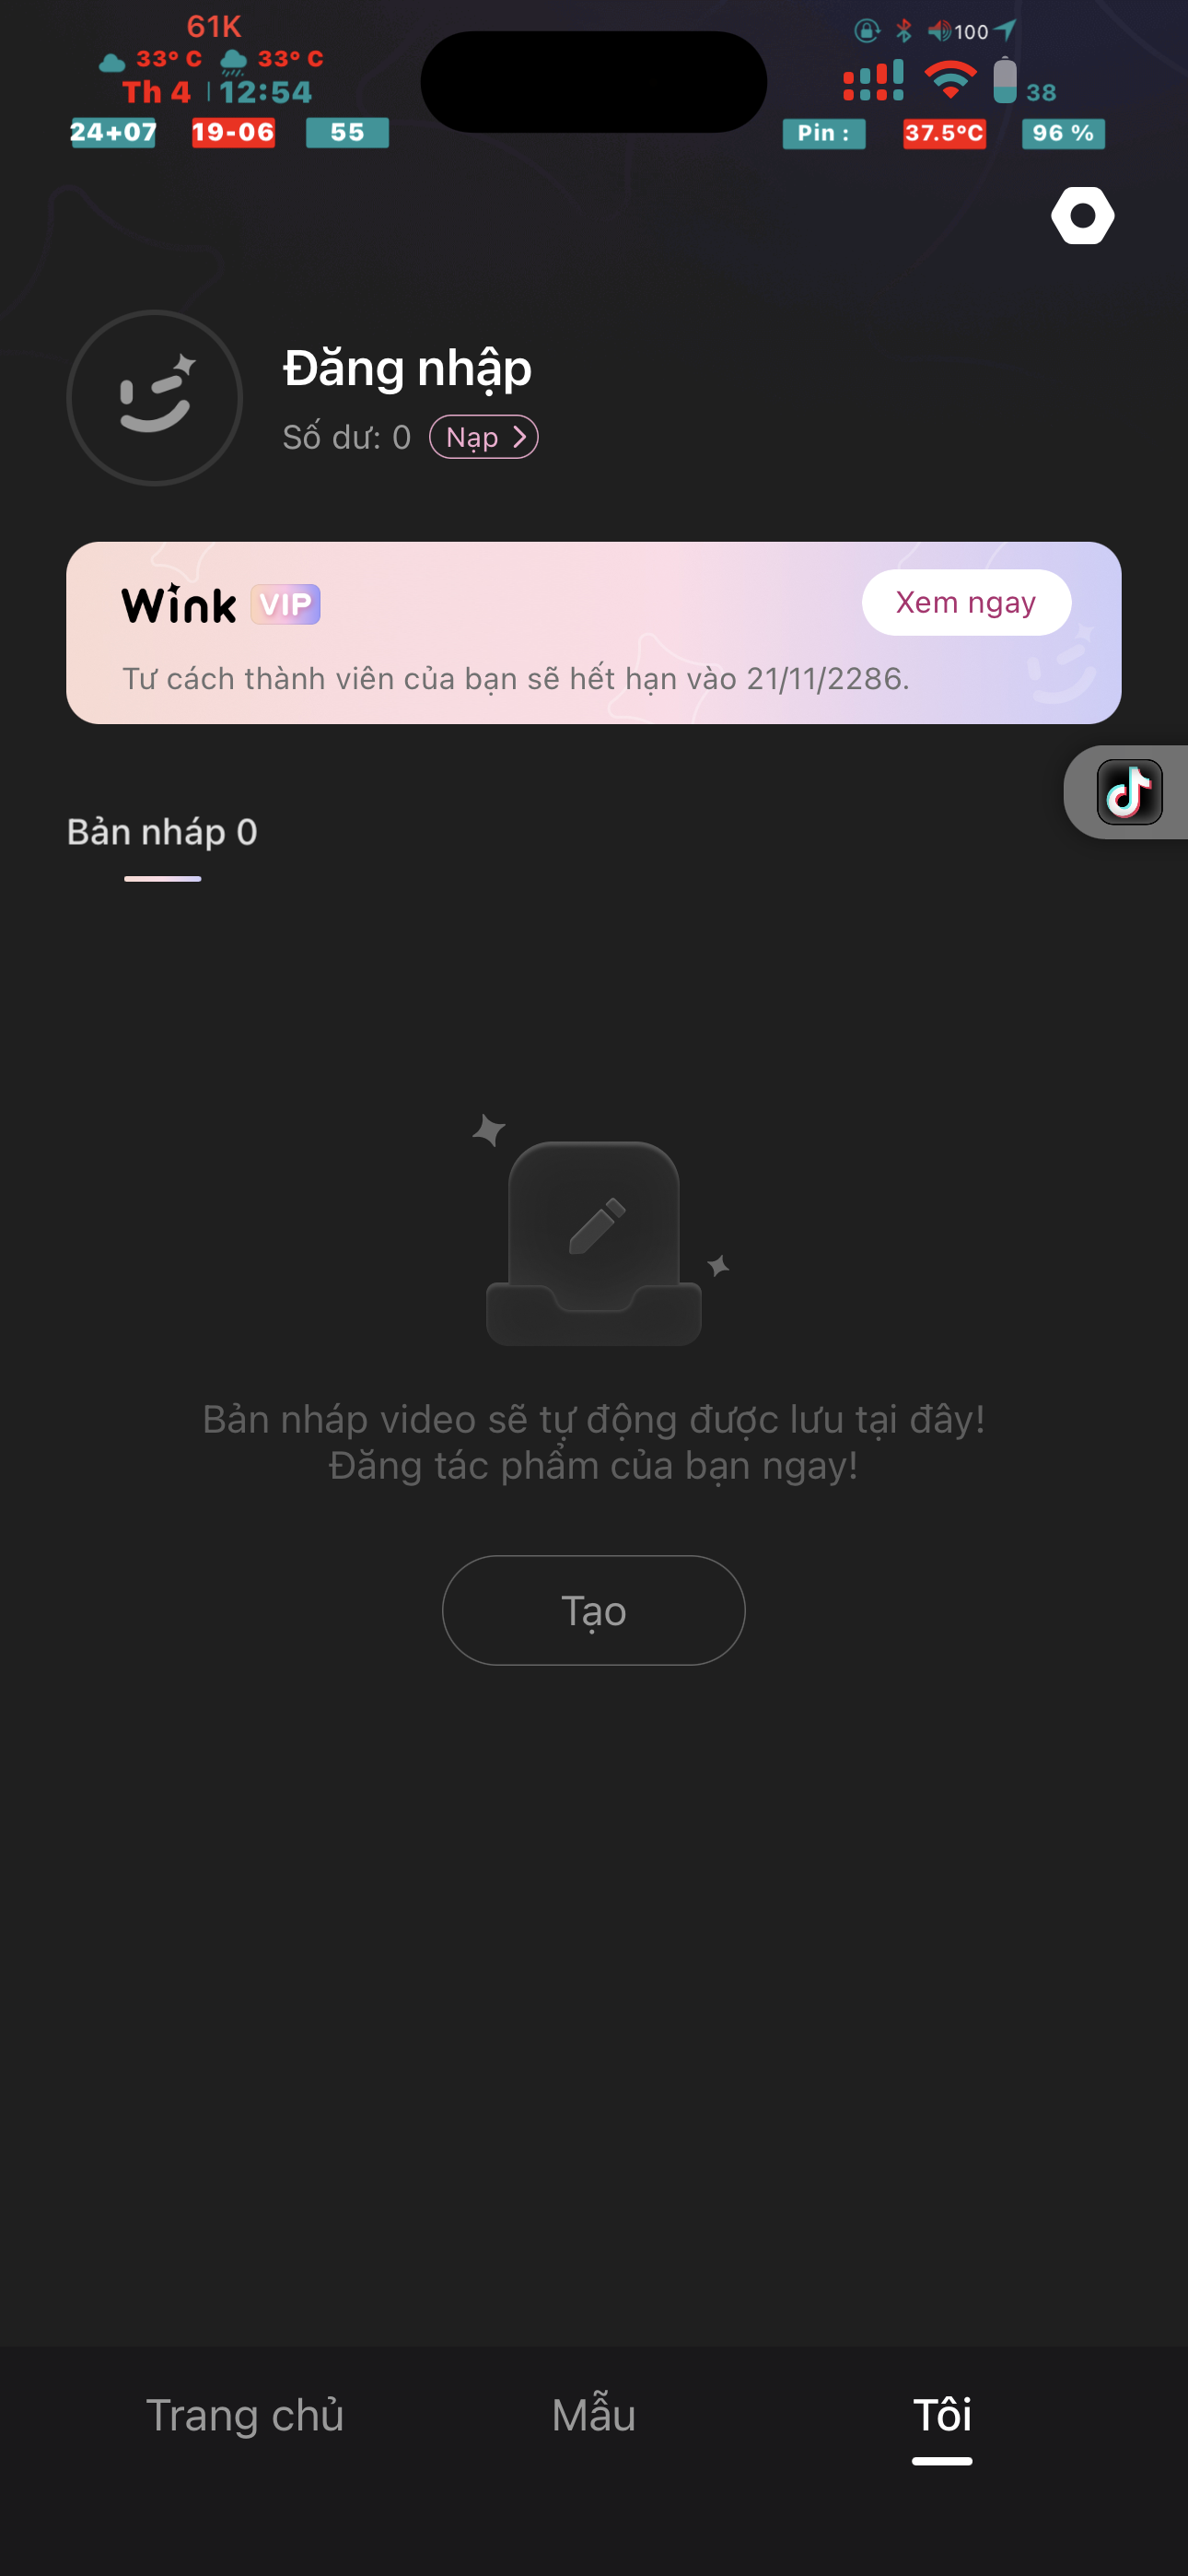 61K
33° C 33° C
Th 4 12:54
24+07 19-06 55
100
38
Pin : 37.5°C 96 %
Đăng nhập
Số dư: 0 Nạp
Wink VIP
Xem ngay
Tư cách thành viên của bạn sẽ hết hạn vào 21/11/2286.
Bản nháp 0
Bản nháp video sẽ tự động được lưu tại đây!
Đăng tác phẩm của bạn ngay!
Tạo
Trang chủ Mẫu Tôi